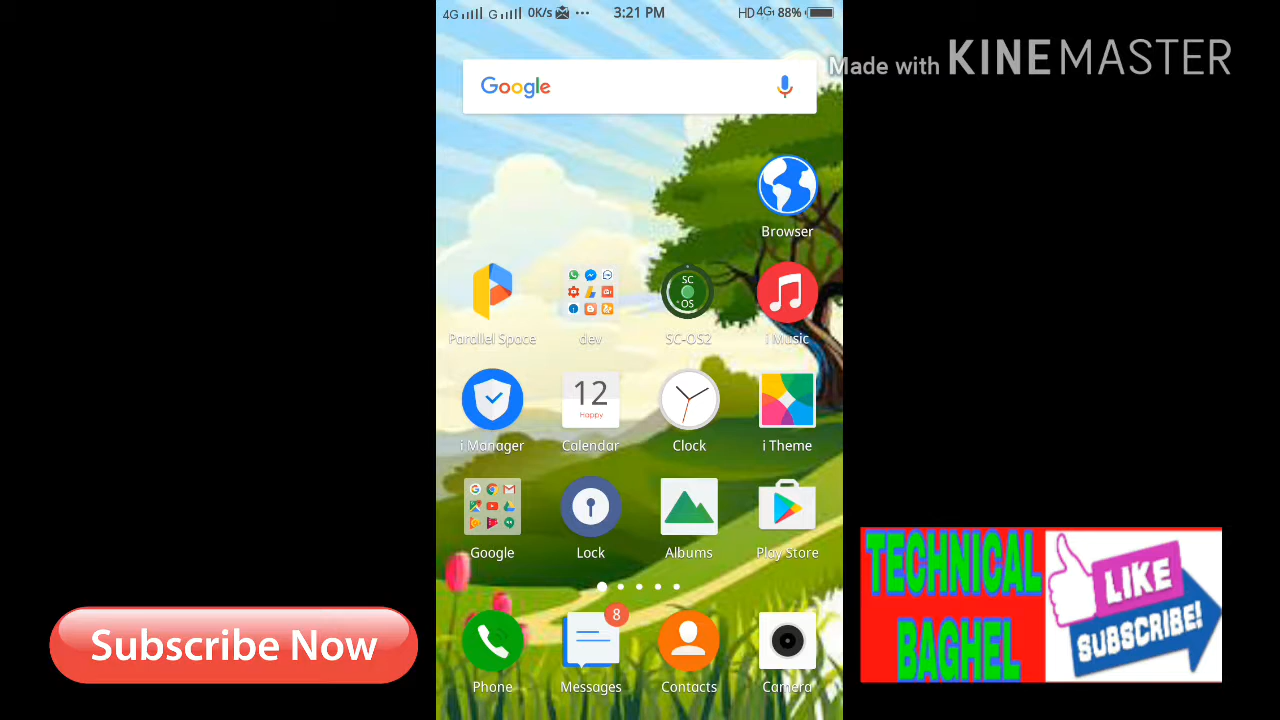 4G G 0K/s ... 3:21 PM HD 4G 88%
Made with KINEMASTER
Google
Browser
SC
OS
Parallel Space dev SC-OS2 i Music
12
Happy
i Manager Calendar Clock i Theme
Google Lock Albums Play Store
TECHNICAL
BAGHEL
LIKE
SUBSCRIBE!
Subscribe Now
8
Phone Messages Contacts Camera